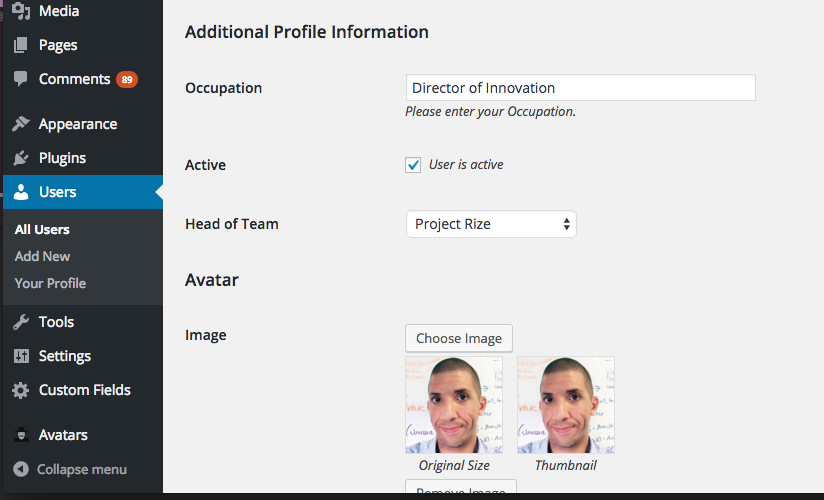 Media
Pages
Comments 89
Appearance
Plugins
Users
All Users
Add New
Your Profile
Tools
Settings
Custom Fields
Avatars
Collapse menu
Additional Profile Information
Occupation
Director of Innovation
Please enter your Occupation.
Active
User is active
Head of Team
Project Rize
Avatar
Image
Choose Image
Original Size
Thumbnail
Remove Image